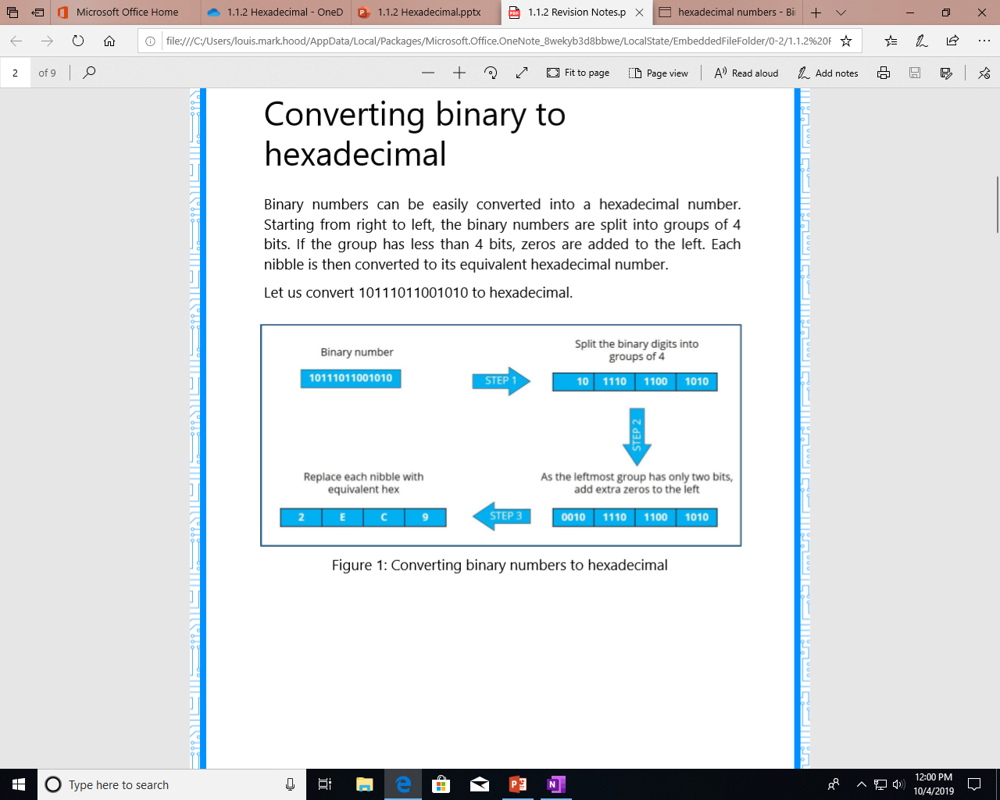 Microsoft Office Home
1.1.2 Hexadecimal - OneD
1.1.2 Hexadecimal.pptx
PDF
1.1.2 Revision Notes.p
hexadecimal numbers - Bi
file:///C:/Users/louis.mark.hood/AppData/Local/Packages/Microsoft.Office.OneNote_8wekyb3d8bbwe/LocalState/EmbeddedFileFolder/0-2/1.1.2%20F
2 of 9
Fit to page
Page view
Read aloud
Add notes
Converting binary to
hexadecimal
Binary numbers can be easily converted into a hexadecimal number.
Starting from right to left, the binary numbers are split into groups of 4
bits. If the group has less than 4 bits, zeros are added to the left. Each
nibble is then converted to its equivalent hexadecimal number.
Let us convert 10111011001010 to hexadecimal.
Binary number
10111011001010
STEP 1
Split the binary digits into
groups of 4
10 1110 1100 1010
STEP 2
As the leftmost group has only two bits,
add extra zeros to the left
0010 1110 1100 1010
STEP 3
Replace each nibble with
equivalent hex
2 E C 9
Figure 1: Converting binary numbers to hexadecimal
Type here to search
12:00 PM
10/4/2019